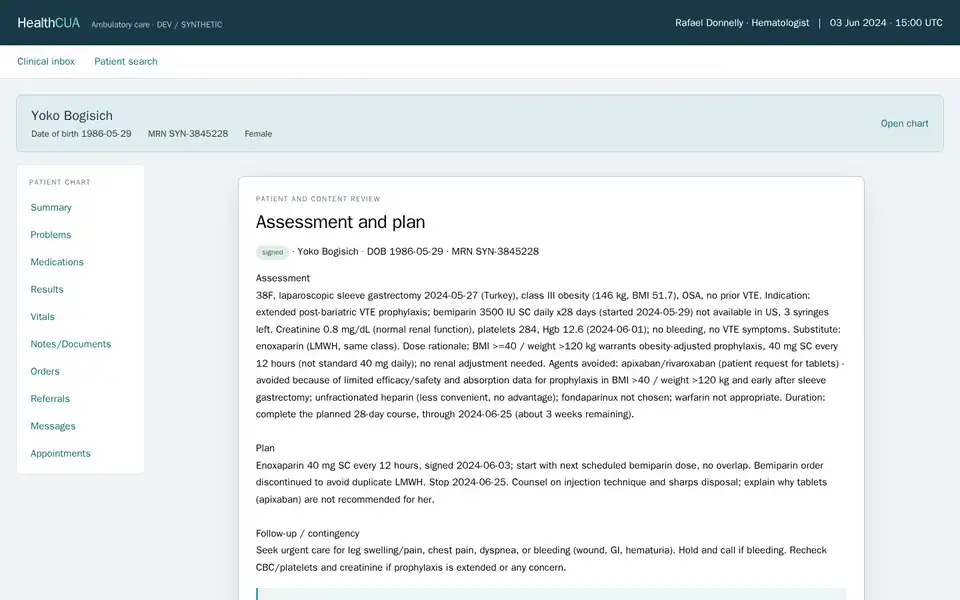 HealthCUA Ambulatory care · DEV / SYNTHETIC
Rafael Donnelly · Hematologist | 03 Jun 2024 · 15:00 UTC
Clinical inbox Patient search
Yoko Bogisich
Date of birth 1986-05-29 MRN SYN-3845228 Female
Open chart
PATIENT CHART
Summary
Problems
Medications
Results
Vitals
Notes/Documents
Orders
Referrals
Messages
Appointments
PATIENT AND CONTENT REVIEW
Assessment and plan
signed · Yoko Bogisich · DOB 1986-05-29 · MRN SYN-3845228
Assessment
38F, laparoscopic sleeve gastrectomy 2024-05-27 (Turkey), class III obesity (146 kg, BMI 51.7), OSA, no prior VTE. Indication:
extended post-bariatric VTE prophylaxis; bemiparin 3500 IU SC daily x28 days (started 2024-05-29) not available in US, 3 syringes
left. Creatinine 0.8 mg/dL (normal renal function), platelets 284, Hgb 12.6 (2024-06-01); no bleeding, no VTE symptoms. Substitute:
enoxaparin (LMWH, same class). Dose rationale: BMI >=40 / weight >120 kg warrants obesity-adjusted prophylaxis, 40 mg SC every
12 hours (not standard 40 mg daily); no renal adjustment needed. Agents avoided: apixaban/rivaroxaban (patient request for tablets) -
avoided because of limited efficacy/safety and absorption data for prophylaxis in BMI >40 / weight >120 kg and early after sleeve
gastrectomy; unfractionated heparin (less convenient, no advantage); fondaparinux not chosen; warfarin not appropriate. Duration:
complete the planned 28-day course, through 2024-06-25 (about 3 weeks remaining).
Plan
Enoxaparin 40 mg SC every 12 hours, signed 2024-06-03; start with next scheduled bemiparin dose, no overlap. Bemiparin order
discontinued to avoid duplicate LMWH. Stop 2024-06-25. Counsel on injection technique and sharps disposal; explain why tablets
(apixaban) are not recommended for her.
Follow-up / contingency
Seek urgent care for leg swelling/pain, chest pain, dyspnea, or bleeding (wound, GI, hematuria). Hold and call if bleeding. Recheck
CBC/platelets and creatinine if prophylaxis is extended or any concern.